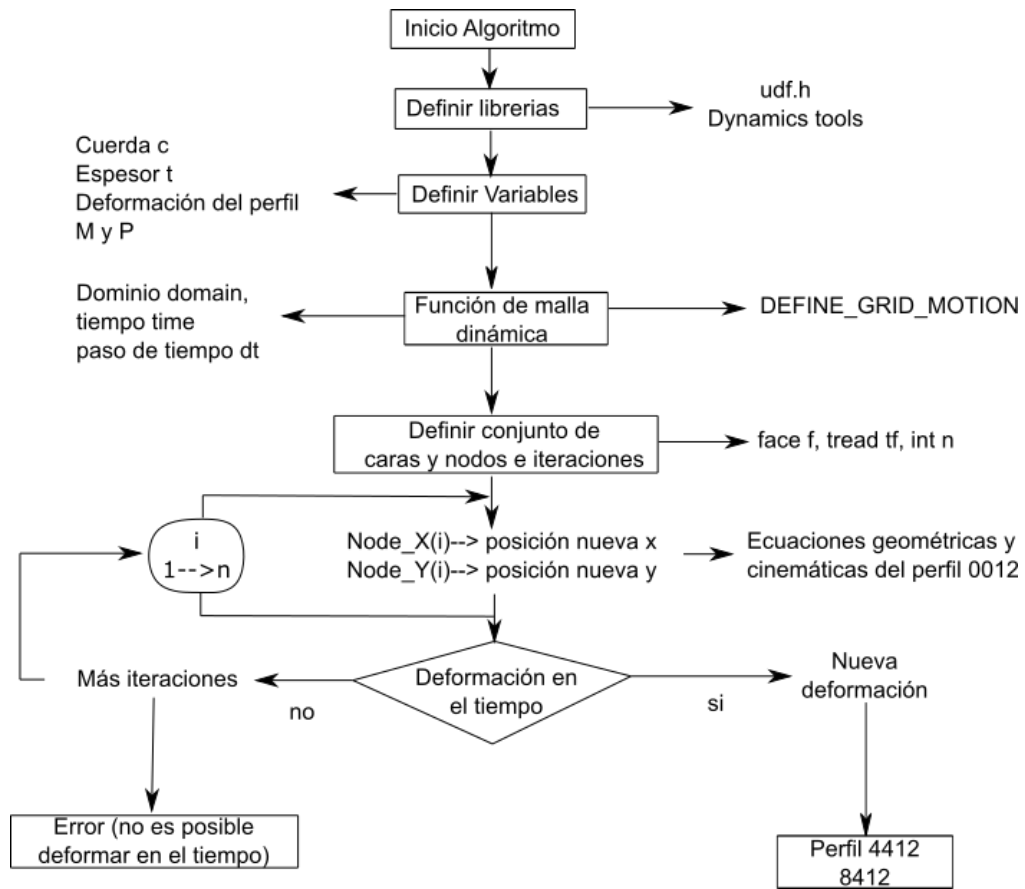 Inicio Algoritmo
Definir librerias
udf.h
Dynamics tools
Cuerda c
Espesor t
Deformación del perfil
M y P
Definir Variables
Dominio domain,
tiempo time
paso de tiempo dt
Función de malla
dinámica
DEFINE_GRID_MOTION
Definir conjunto de
caras y nodos e iteraciones
face f, tread tf, int n
i
1-->n
Node_X(i)--> posición nueva x
Node_Y(i)--> posición nueva y
Ecuaciones geométricas y
cinemáticas del perfil 0012
Más iteraciones
no
Deformación en
el tiempo
si
Nueva
deformación
Error (no es posible
deformar en el tiempo)
Perfil 4412
8412